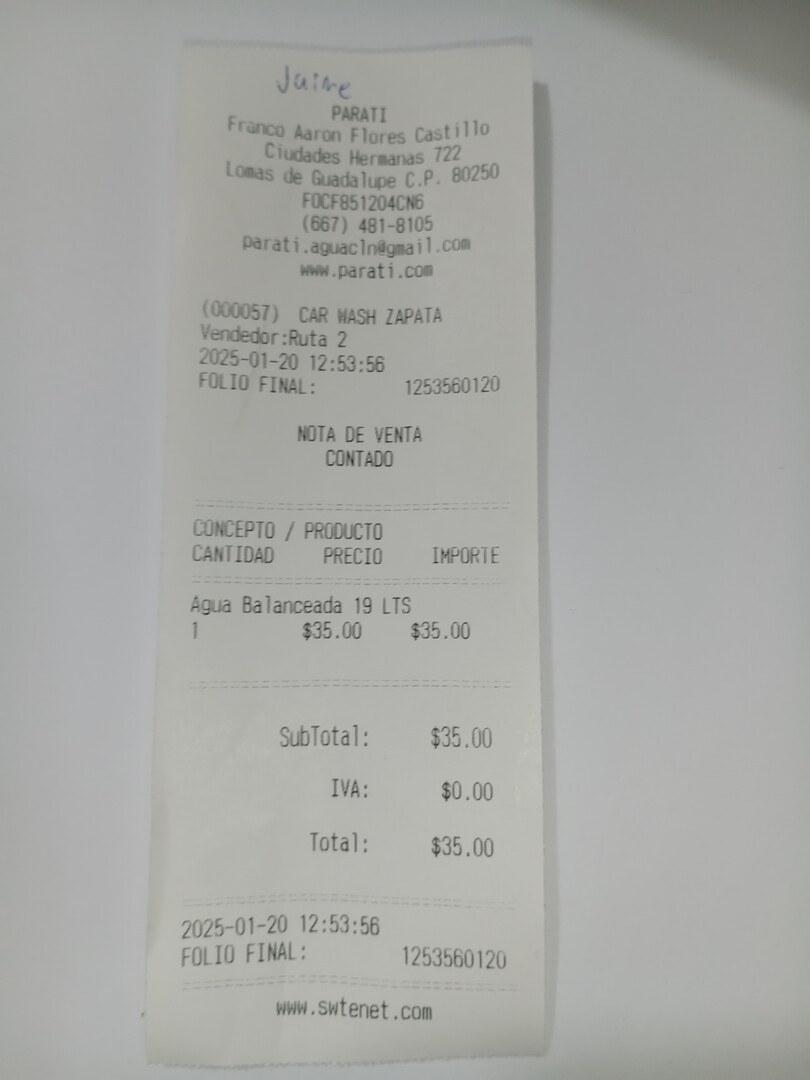 Jaime
PARATI
Franco Aaron Flores Castillo
Ciudades Hermanas 722
Lomas de Guadalupe C.P. 80250
FOCF851204CN6
(667) 481-8105
parati.aguacln@gmail.com
www.parati.com
(000057) CAR WASH ZAPATA
Vendedor:Ruta 2
2025-01-20 12:53:56
FOLIO FINAL: 1253560120
NOTA DE VENTA
CONTADO
CONCEPTO / PRODUCTO
CANTIDAD PRECIO IMPORTE
Agua Balanceada 19 LTS
1 $35.00 $35.00
SubTotal: $35.00
IVA: $0.00
Total: $35.00
2025-01-20 12:53:56
FOLIO FINAL: 1253560120
www.swtenet.com